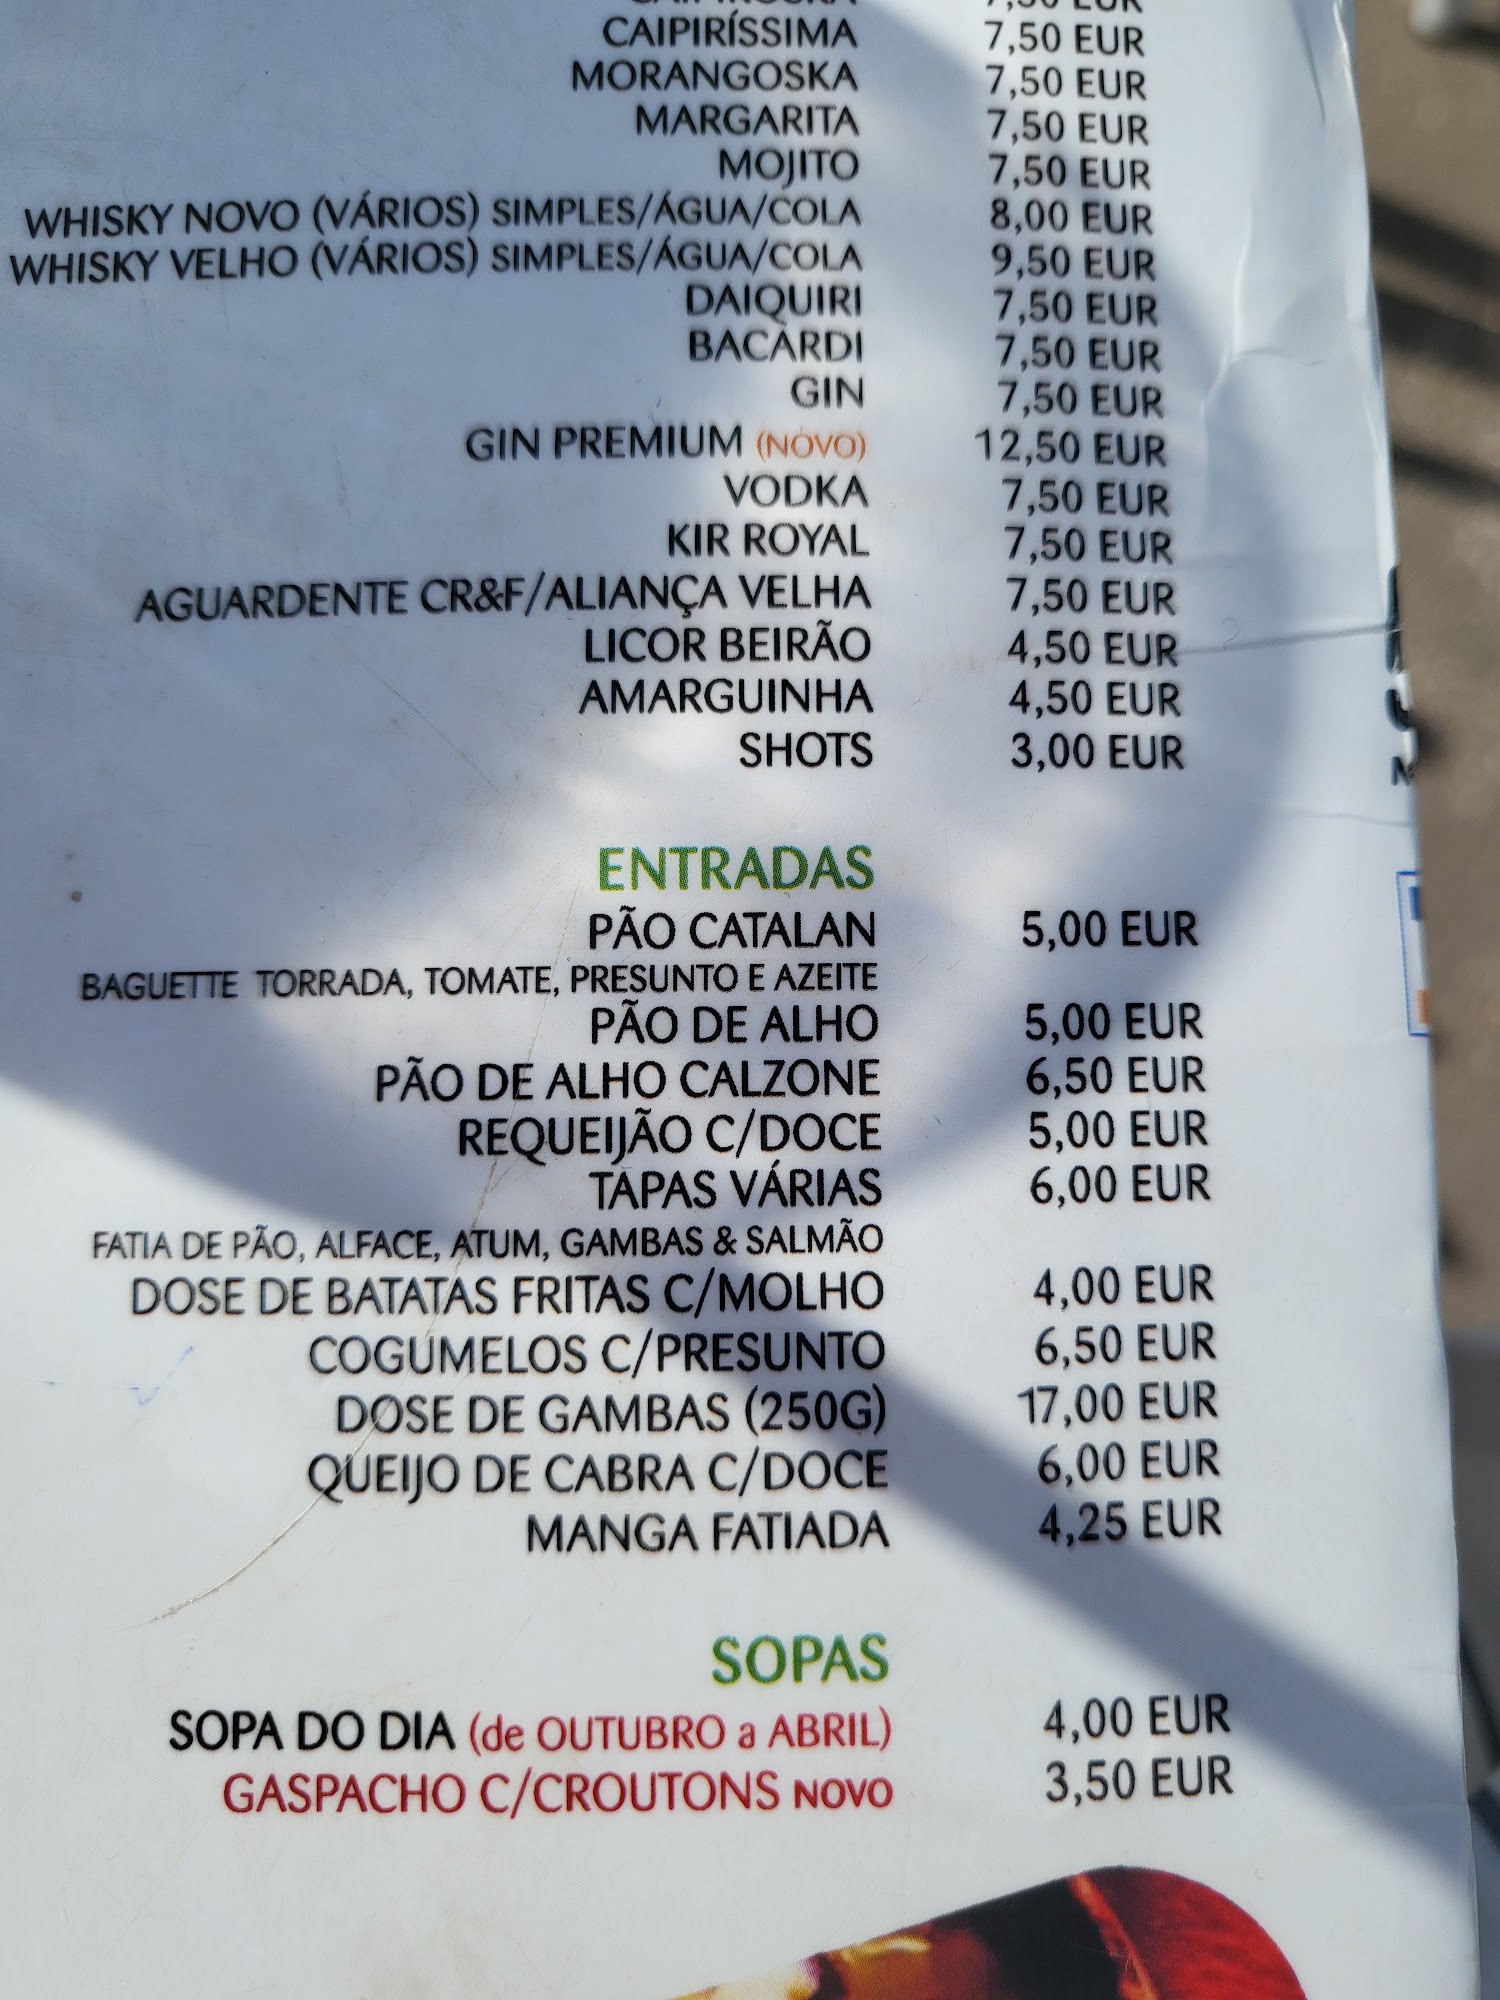 CAIPIROSKA 7,50 EUR
CAIPIRÍSSIMA 7,50 EUR
MORANGOSKA 7,50 EUR
MARGARITA 7,50 EUR
MOJITO 7,50 EUR
WHISKY NOVO (VÁRIOS) SIMPLES/ÁGUA/COLA 8,00 EUR
WHISKY VELHO (VÁRIOS) SIMPLES/ÁGUA/COLA 9,50 EUR
DAIQUIRI 7,50 EUR
BACARDI 7,50 EUR
GIN 7,50 EUR
GIN PREMIUM (NOVO) 12,50 EUR
VODKA 7,50 EUR
KIR ROYAL 7,50 EUR
AGUARDENTE CR&F/ALIANÇA VELHA 7,50 EUR
LICOR BEIRÃO 4,50 EUR
AMARGUINHA 4,50 EUR
SHOTS 3,00 EUR
ENTRADAS
PÃO CATALAN 5,00 EUR
BAGUETTE TORRADA, TOMATE, PRESUNTO E AZEITE
PÃO DE ALHO 5,00 EUR
PÃO DE ALHO CALZONE 6,50 EUR
REQUEIJÃO C/DOCE 5,00 EUR
TAPAS VÁRIAS 6,00 EUR
FATIA DE PÃO, ALFACE, ATUM, GAMBAS & SALMÃO
DOSE DE BATATAS FRITAS C/MOLHO 4,00 EUR
COGUMELOS C/PRESUNTO 6,50 EUR
DOSE DE GAMBAS (250G) 17,00 EUR
QUEIJO DE CABRA C/DOCE 6,00 EUR
MANGA FATIADA 4,25 EUR
SOPAS
SOPA DO DIA (de OUTUBRO a ABRIL) 4,00 EUR
GASPACHO C/CROUTONS NOVO 3,50 EUR